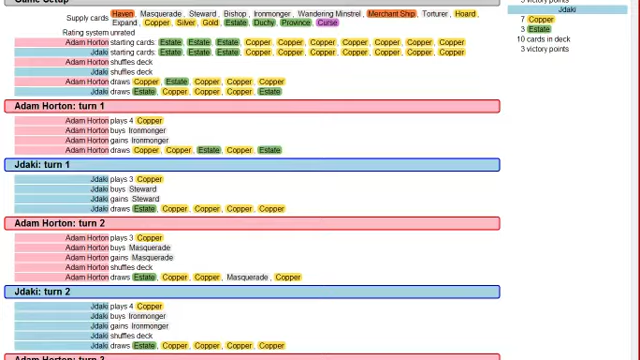 Game Setup
Supply cards Haven , Masquerade , Steward , Bishop , Ironmonger , Wandering Minstrel , Merchant Ship , Torturer , Hoard ,
Expand , Copper , Silver , Gold , Estate , Duchy , Province , Curse
Rating system unrated
Adam Horton starting cards: Estate , Estate , Estate , Copper , Copper , Copper , Copper , Copper , Copper , Copper
Jdaki starting cards: Estate , Estate , Estate , Copper , Copper , Copper , Copper , Copper , Copper , Copper
Adam Horton shuffles deck
Jdaki shuffles deck
Adam Horton draws Copper , Estate , Copper , Copper , Copper
Jdaki draws Estate , Copper , Copper , Copper , Estate
Adam Horton: turn 1
Adam Horton plays 4 Copper
Adam Horton buys Ironmonger
Adam Horton gains Ironmonger
Adam Horton draws Copper , Copper , Estate , Copper , Estate
Jdaki: turn 1
Jdaki plays 3 Copper
Jdaki buys Steward
Jdaki gains Steward
Jdaki draws Estate , Copper , Copper , Copper , Copper
Adam Horton: turn 2
Adam Horton plays 3 Copper
Adam Horton buys Masquerade
Adam Horton gains Masquerade
Adam Horton shuffles deck
Adam Horton draws Estate , Copper , Copper , Masquerade , Copper
Jdaki: turn 2
Jdaki plays 4 Copper
Jdaki buys Ironmonger
Jdaki gains Ironmonger
Jdaki shuffles deck
Jdaki draws Estate , Copper , Copper , Copper , Copper
Adam Horton: turn 3
3 victory points
Jdaki
7 Copper
3 Estate
10 cards in deck
3 victory points